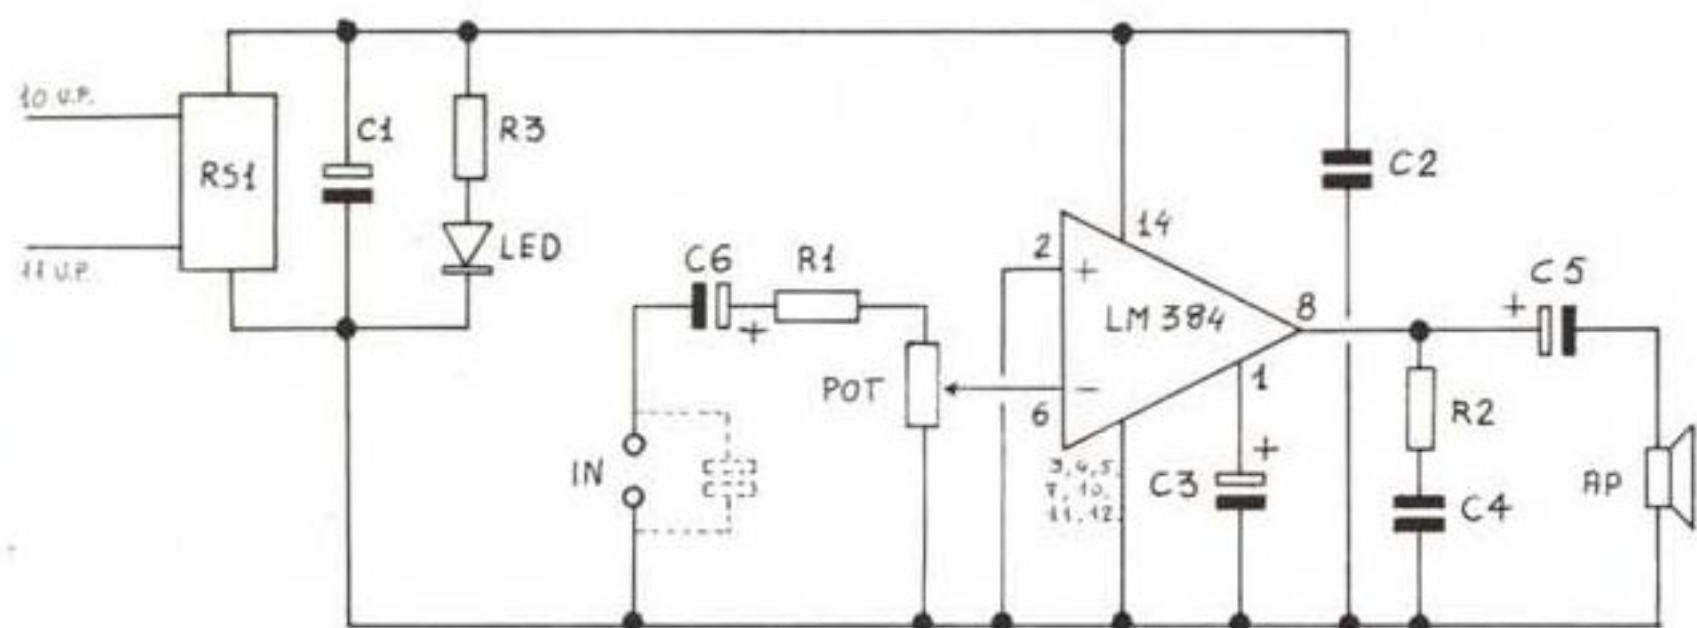 10 U.P.
11 U.P.
RS1
C1
R3
LED
C6
R1
+
IN
POT
2
+
14
LM 384
6
-
8
1
3, 4, 5,
7, 10,
11, 12.
C3
+
C2
+
C5
R2
C4
AP